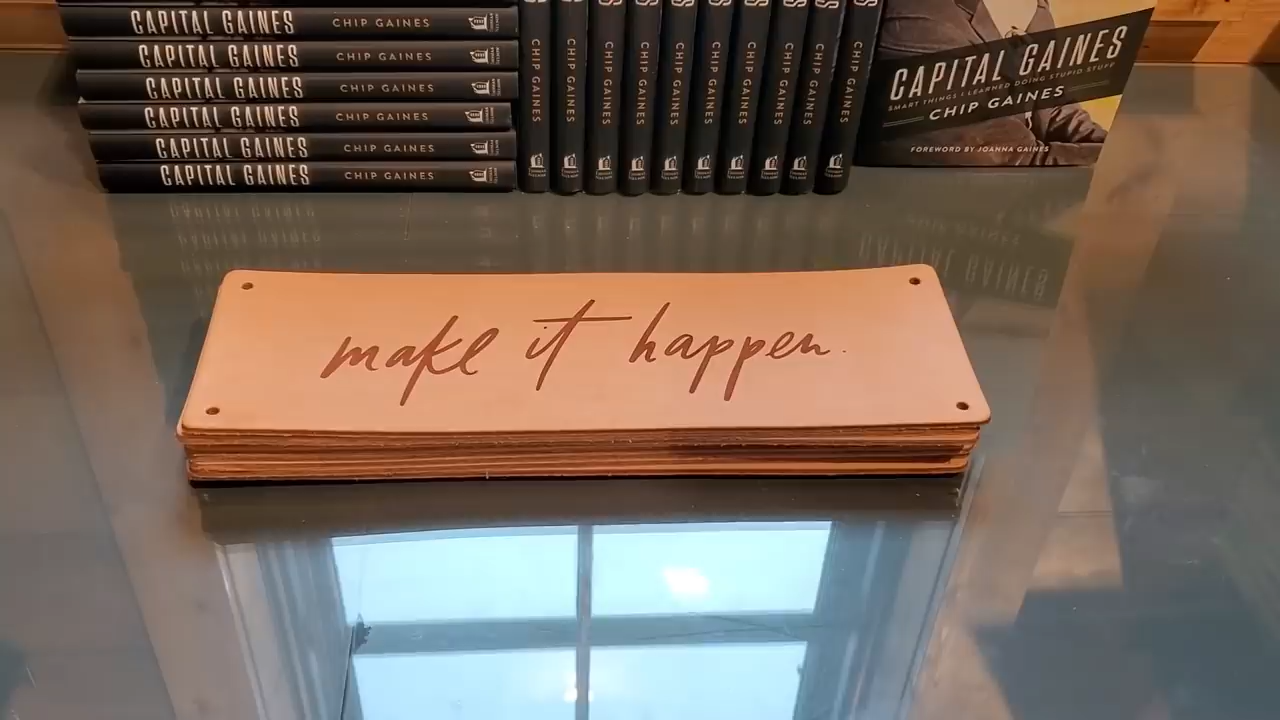 CAPITAL GAINES CHIP GAINES
CAPITAL GAINES CHIP GAINES
CAPITAL GAINES CHIP GAINES
CAPITAL GAINES CHIP GAINES
CAPITAL GAINES CHIP GAINES
CAPITAL GAINES CHIP GAINES
CHIP GAINES
CHIP GAINES
CHIP GAINES
CHIP GAINES
CHIP GAINES
CHIP GAINES
CHIP GAINES
CHIP GAINES
CHIP GAINES
CHIP GAINES
CAPITAL GAINES
SMART THINGS I LEARNED DOING STUPID STUFF
CHIP GAINES
FOREWORD BY JOANNA GAINES
make it happen.